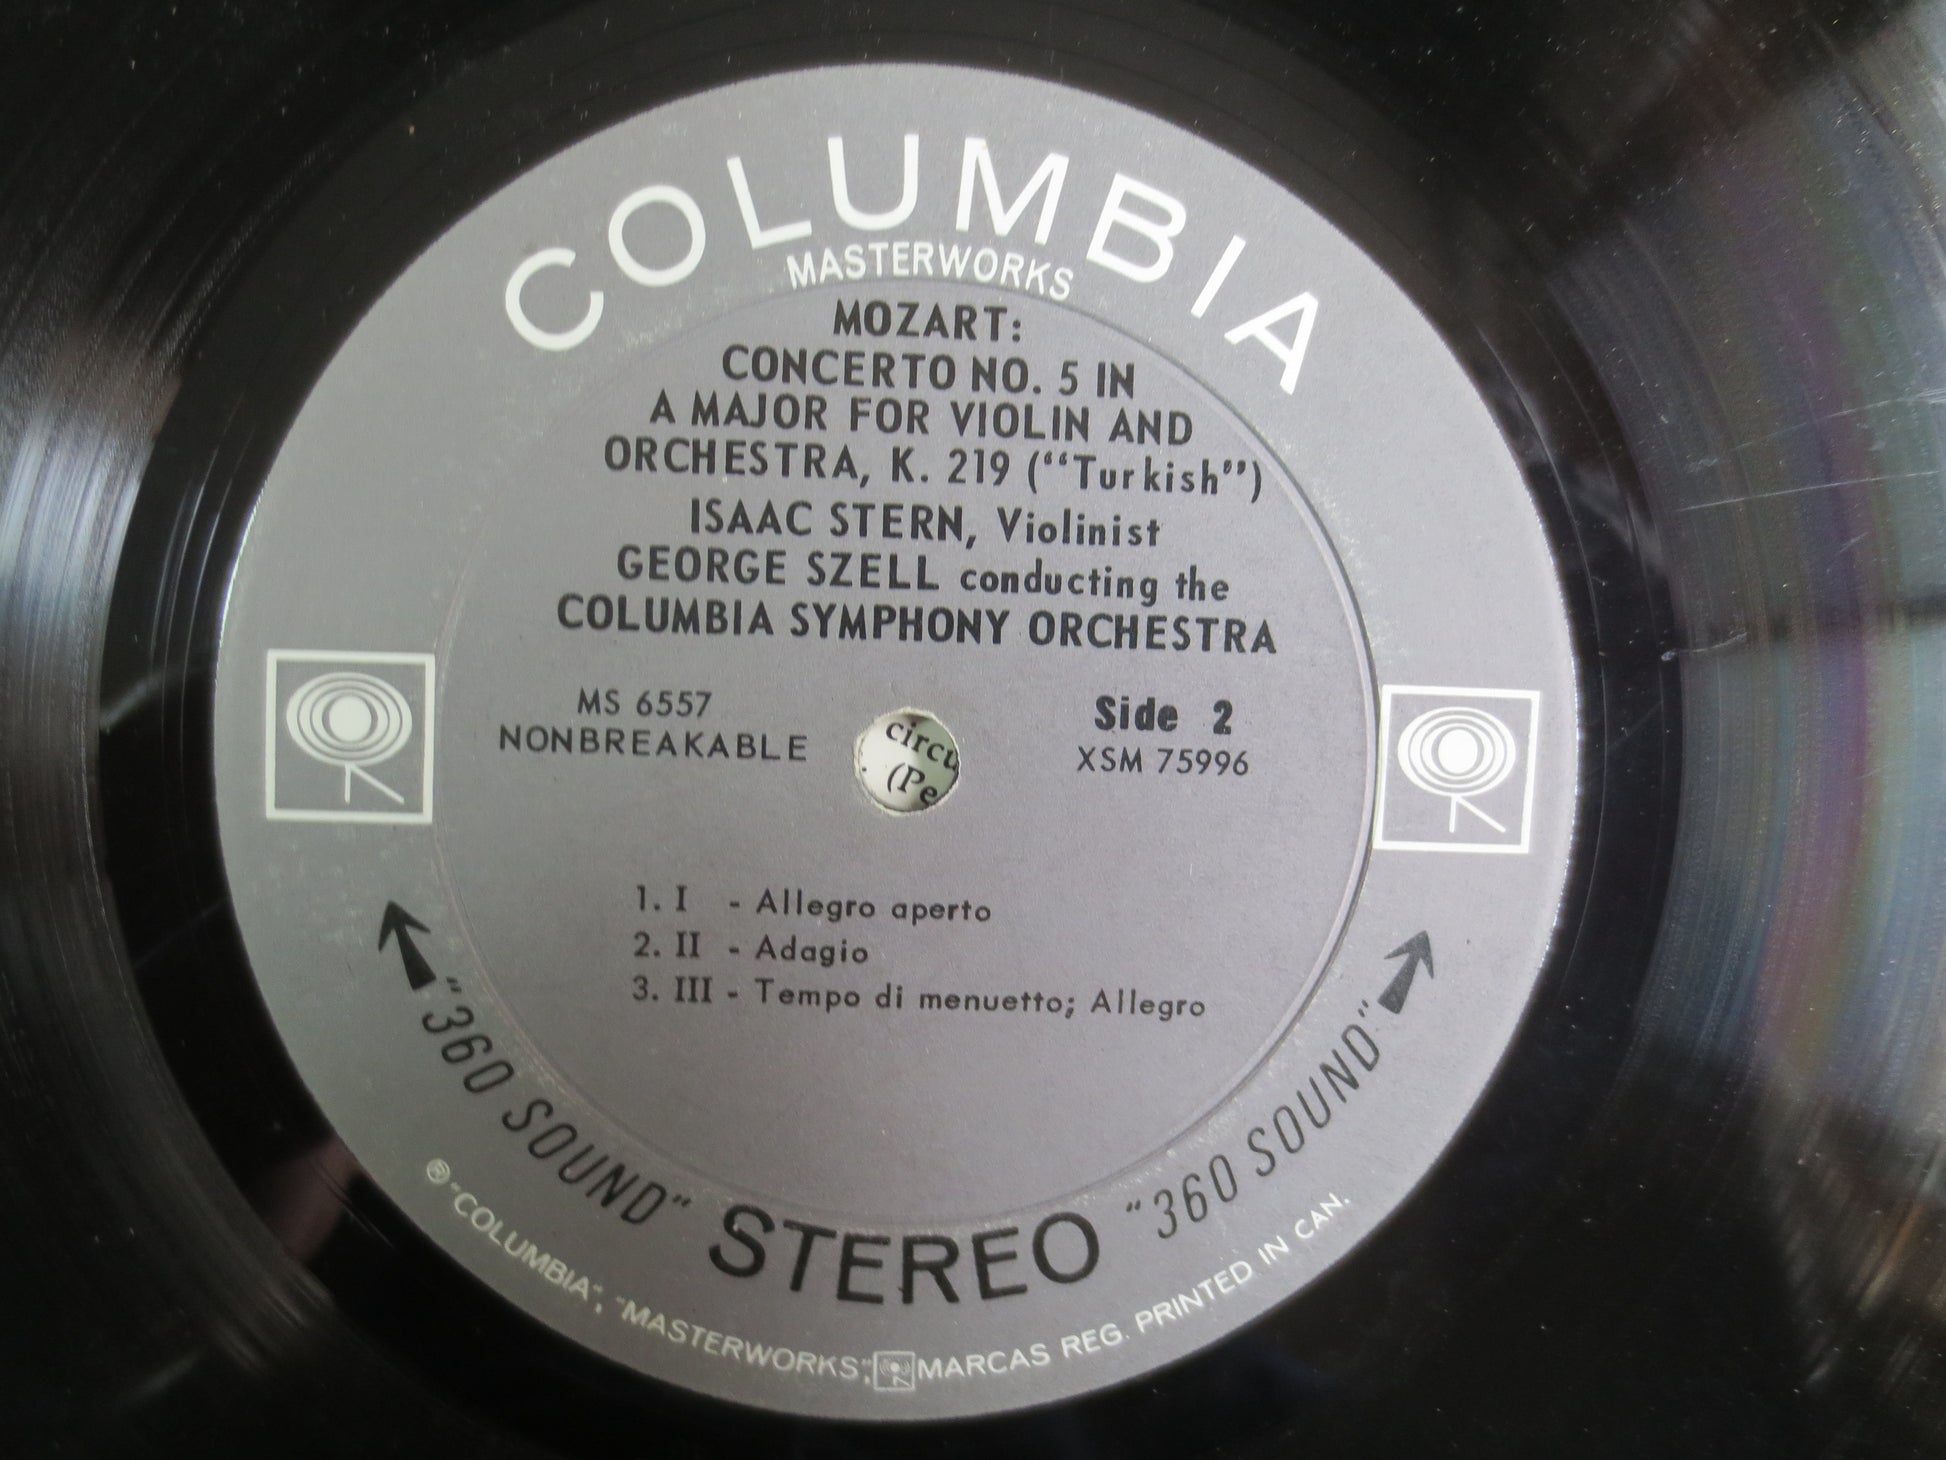 COLUMBIA
MASTERWORKS
MOZART:
CONCERTO NO. 5 IN
A MAJOR FOR VIOLIN AND
ORCHESTRA, K. 219 (“Turkish”)
ISAAC STERN, Violinist
GEORGE SZELL conducting the
COLUMBIA SYMPHONY ORCHESTRA
MS 6557
NONBREAKABLE
Side 2
XSM 75996
circu
(Pe
1. I - Allegro aperto
2. II - Adagio
3. III - Tempo di menuetto; Allegro
"360 SOUND" STEREO "360 SOUND"
® "COLUMBIA", "MASTERWORKS", MARCAS REG. PRINTED IN CAN.